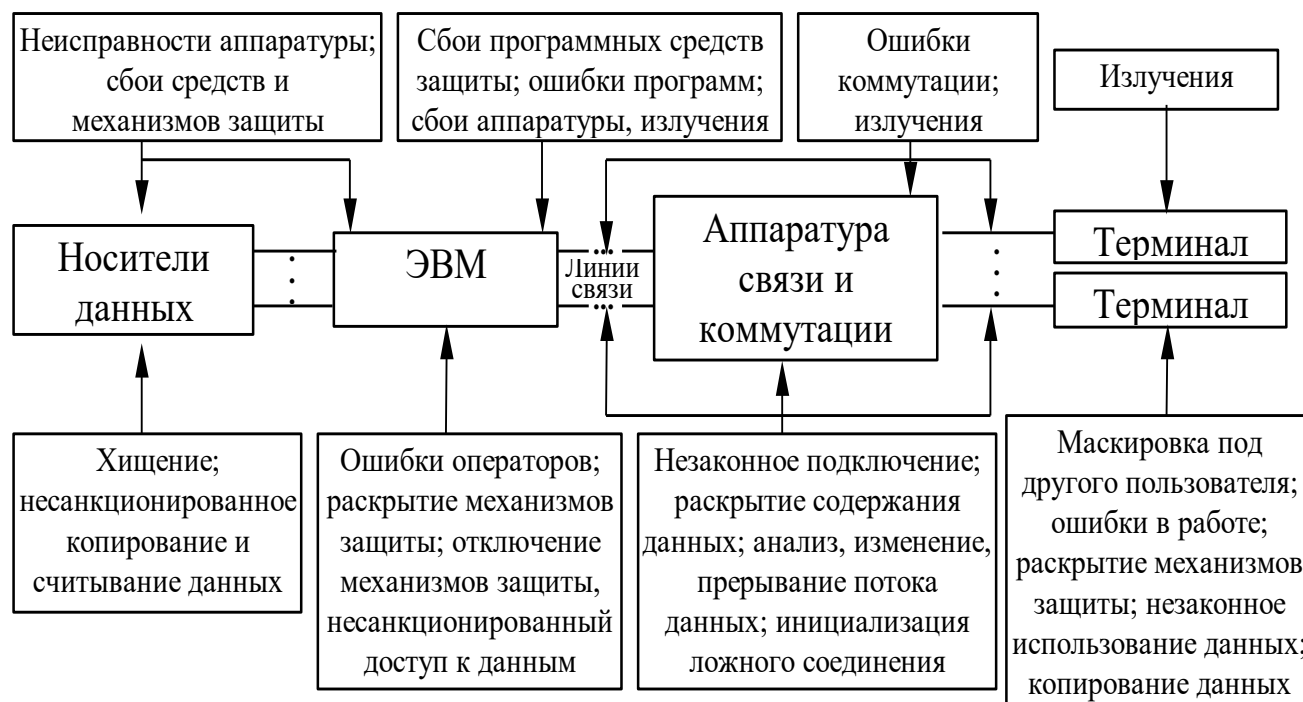 Неисправности аппаратуры;
сбои средств и
механизмов защиты
Сбои программных средств
защиты; ошибки программ;
сбои аппаратуры, излучения
Ошибки
коммутации;
излучения
Излучения
Носители
данных
ЭВМ
Линии
связи
Аппаратура
связи и
коммутации
Терминал
Терминал
Хищение;
несанкционированное
копирование и
считывание данных
Ошибки операторов;
раскрытие механизмов
защиты; отключение
механизмов защиты,
несанкционированный
доступ к данным
Незаконное подключение;
раскрытие содержания
данных; анализ, изменение,
прерывание потока
данных; инициализация
ложного соединения
Маскировка под
другого пользователя;
ошибки в работе;
раскрытие механизмов
защиты; незаконное
использование данных;
копирование данных